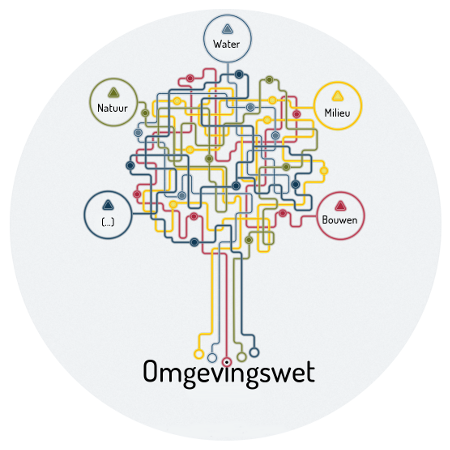 Water
Natuur
Milieu
(...)
Bouwen
Omgevingswet